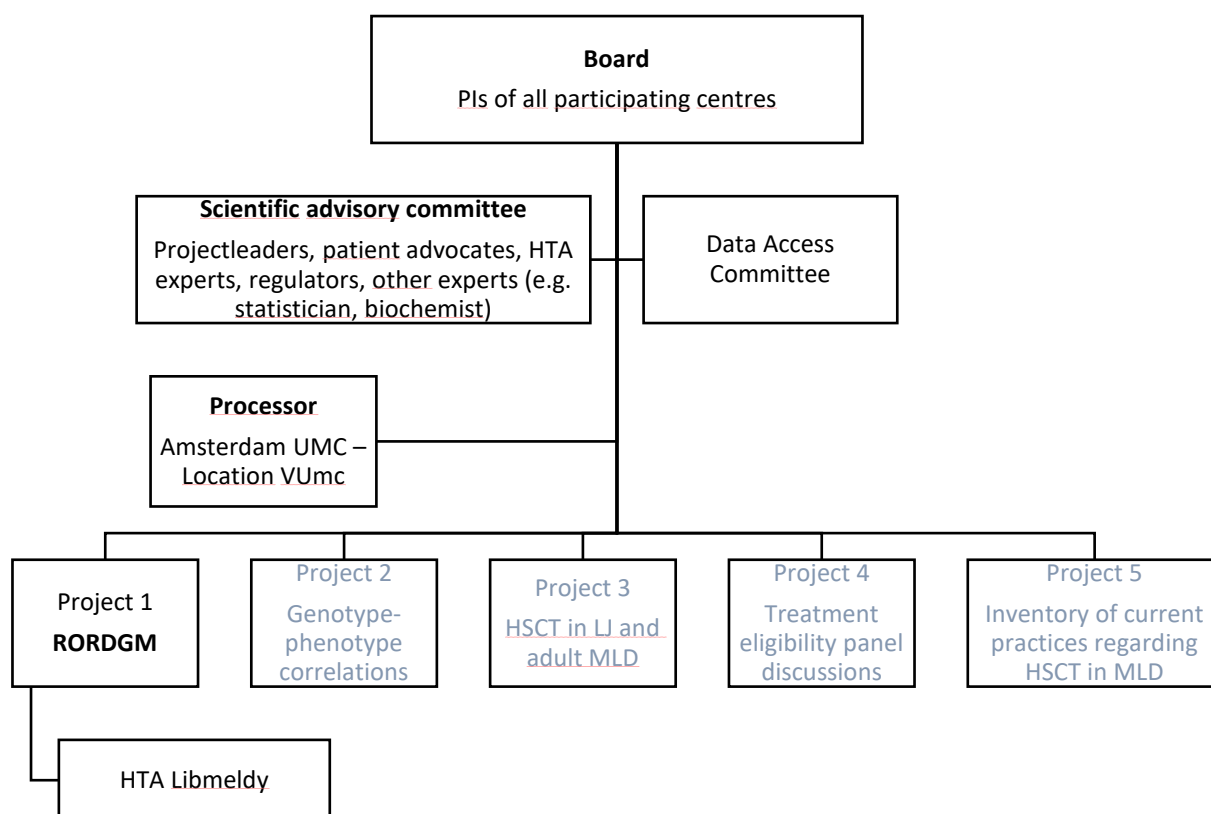 Board
PIs of all participating centres
Scientific advisory committee
Projectleaders, patient advocates, HTA
experts, regulators, other experts (e.g.
statistician, biochemist)
Data Access
Committee
Processor
Amsterdam UMC –
Location VUmc
Project 1
RORDGM
Project 2
Genotype-
phenotype
correlations
Project 3
HSCT in LJ and
adult MLD
Project 4
Treatment
eligibility panel
discussions
Project 5
Inventory of current
practices regarding
HSCT in MLD
HTA Libmeldy